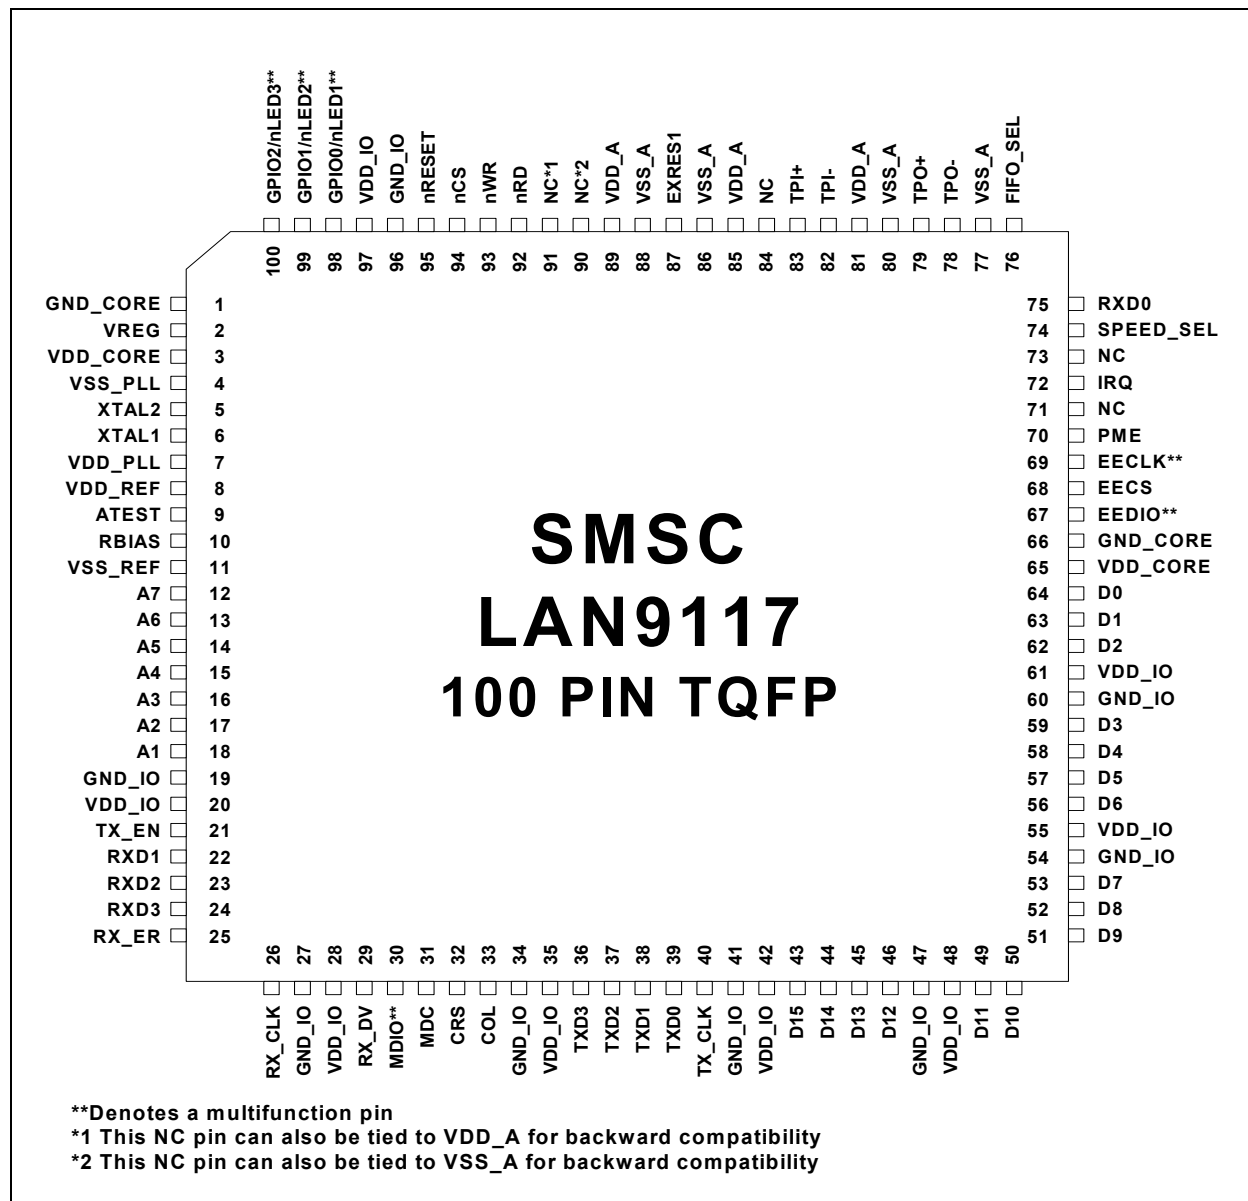 GPIO2/nLED3**
GPIO1/nLED2**
GPIO0/nLED1**
VDD_IO
GND_IO
nRESET
nCS
nWR
nRD
NC*1
NC*2
VDD_A
VSS_A
EXRES1
VSS_A
VDD_A
NC
TPI+
TPI-
VDD_A
VSS_A
TPO+
TPO-
VSS_A
FIFO_SEL
100
99
98
97
96
95
94
93
92
91
90
89
88
87
86
85
84
83
82
81
80
79
78
77
76
GND_CORE 1
VREG 2
VDD_CORE 3
VSS_PLL 4
XTAL2 5
XTAL1 6
VDD_PLL 7
VDD_REF 8
ATEST 9
RBIAS 10
VSS_REF 11
A7 12
A6 13
A5 14
A4 15
A3 16
A2 17
A1 18
GND_IO 19
VDD_IO 20
TX_EN 21
RXD1 22
RXD2 23
RXD3 24
RX_ER 25
SMSC
LAN9117
100 PIN TQFP
75 RXD0
74 SPEED_SEL
73 NC
72 IRQ
71 NC
70 PME
69 EECLK**
68 EECS
67 EEDIO**
66 GND_CORE
65 VDD_CORE
64 D0
63 D1
62 D2
61 VDD_IO
60 GND_IO
59 D3
58 D4
57 D5
56 D6
55 VDD_IO
54 GND_IO
53 D7
52 D8
51 D9
26
27
28
29
30
31
32
33
34
35
36
37
38
39
40
41
42
43
44
45
46
47
48
49
50
RX_CLK
GND_IO
VDD_IO
RX_DV
MDIO**
MDC
CRS
COL
GND_IO
VDD_IO
TXD3
TXD2
TXD1
TXD0
TX_CLK
GND_IO
VDD_IO
D15
D14
D13
D12
GND_IO
VDD_IO
D11
D10
**Denotes a multifunction pin
*1 This NC pin can also be tied to VDD_A for backward compatibility
*2 This NC pin can also be tied to VSS_A for backward compatibility